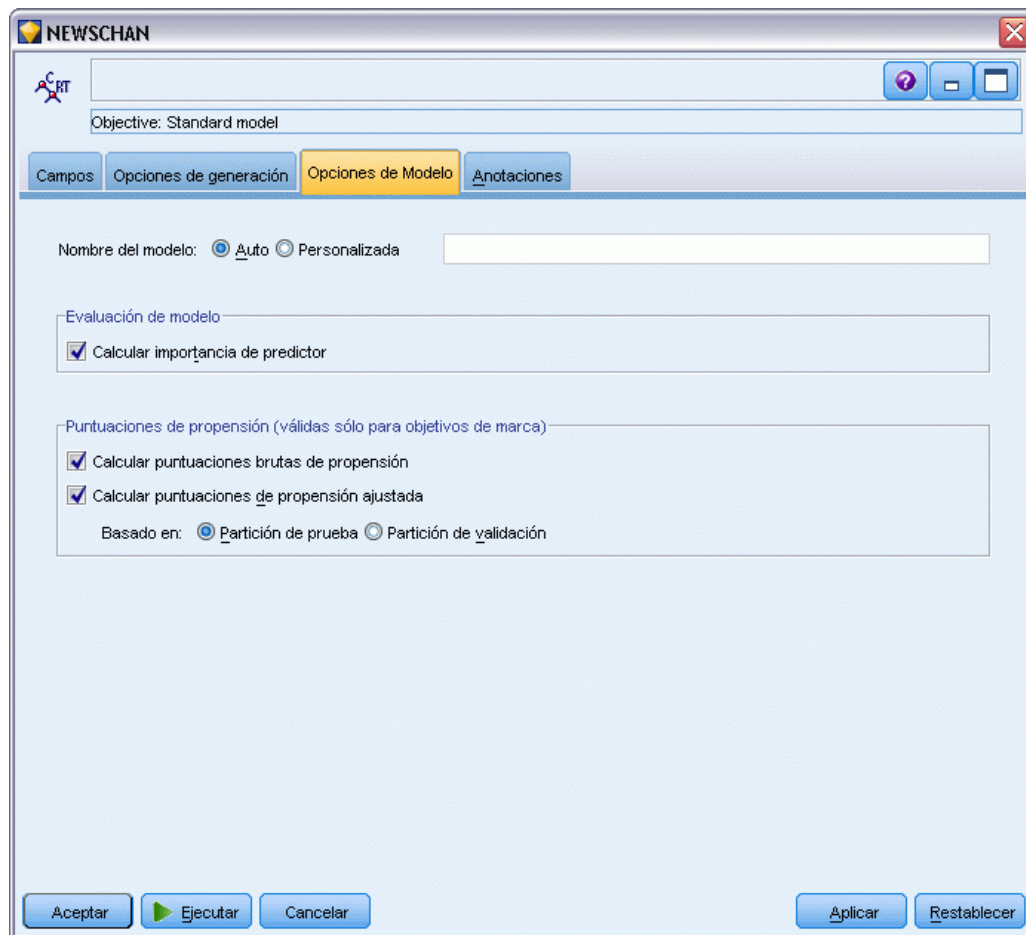 NEWSCHAN
C&RT
Objective: Standard model
Campos Opciones de generación Opciones de Modelo Anotaciones
Nombre del modelo: Auto Personalizada
Evaluación de modelo
Calcular importancia de predictor
Puntuaciones de propensión (válidas sólo para objetivos de marca)
Calcular puntuaciones brutas de propensión
Calcular puntuaciones de propensión ajustada
Basado en: Partición de prueba Partición de validación
Aceptar Ejecutar Cancelar Aplicar Restablecer